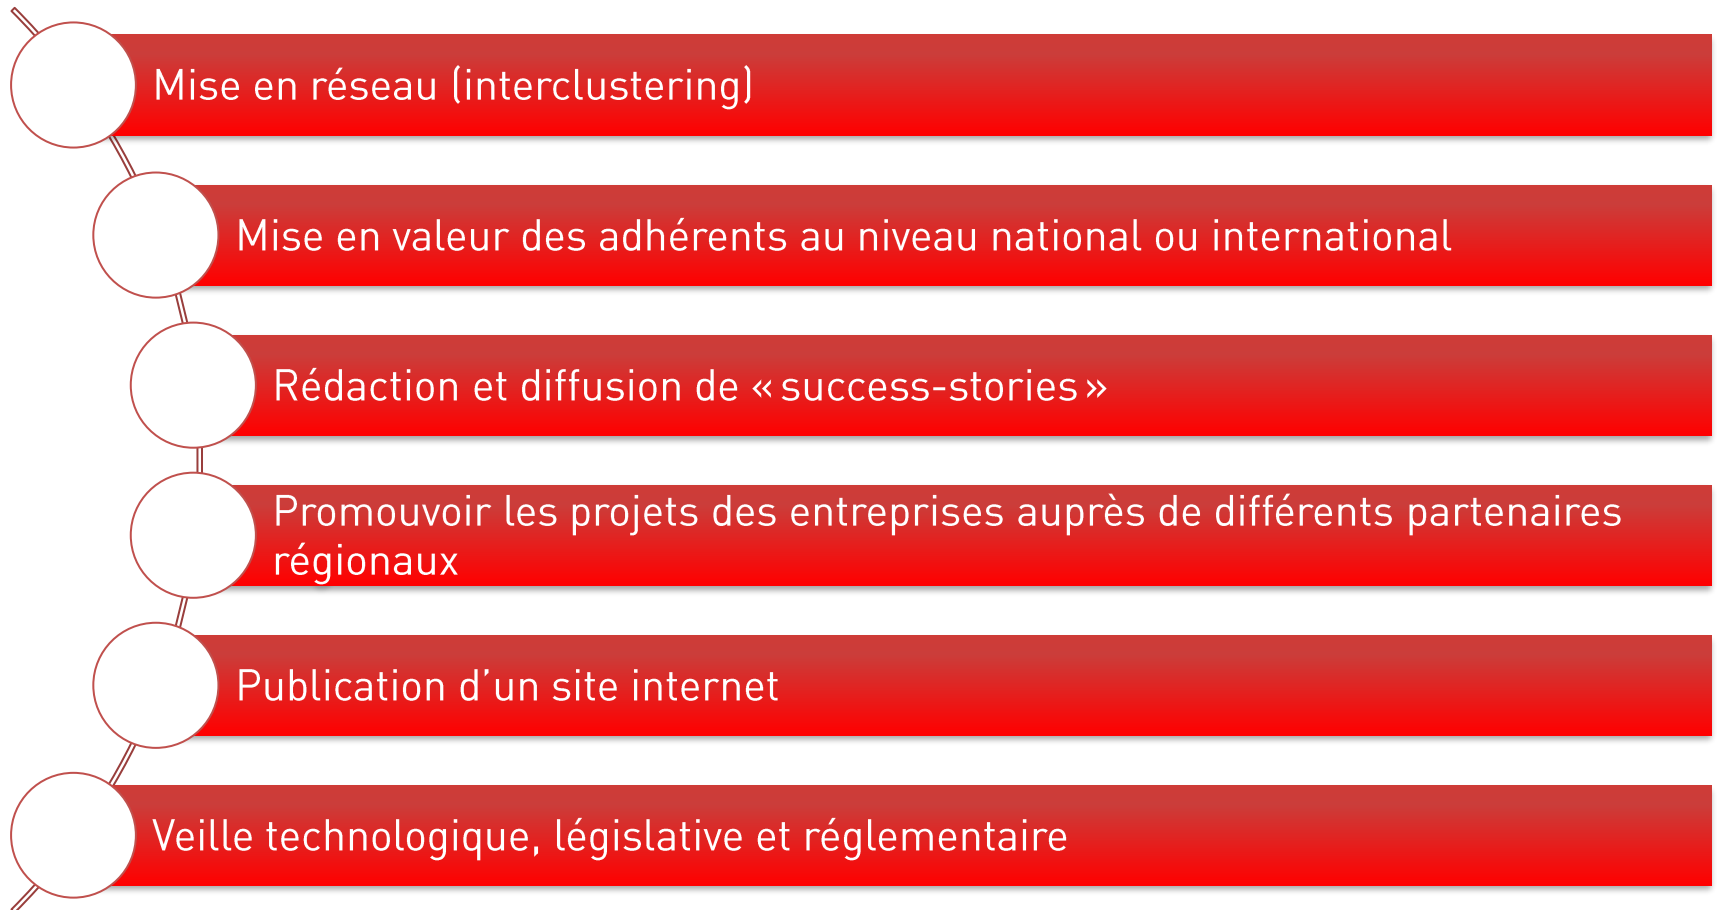 Mise en réseau (interclustering)
Mise en valeur des adhérents au niveau national ou international
Rédaction et diffusion de « success-stories »
Promouvoir les projets des entreprises auprès de différents partenaires
régionaux
Publication d’un site internet
Veille technologique, législative et réglementaire